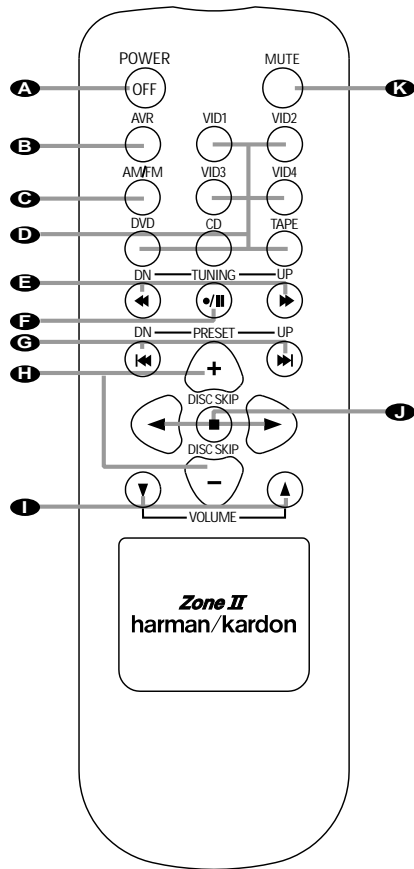 POWER MUTE
A OFF K
AVR VID1 VID2
B
AM/FM VID3 VID4
C
DVD CD TAPE
D
DN TUNING UP
E
F
DN PRESET UP
G
H +
DISC SKIP
J
DISC SKIP
−
I VOLUME
Zone II
harman/kardon